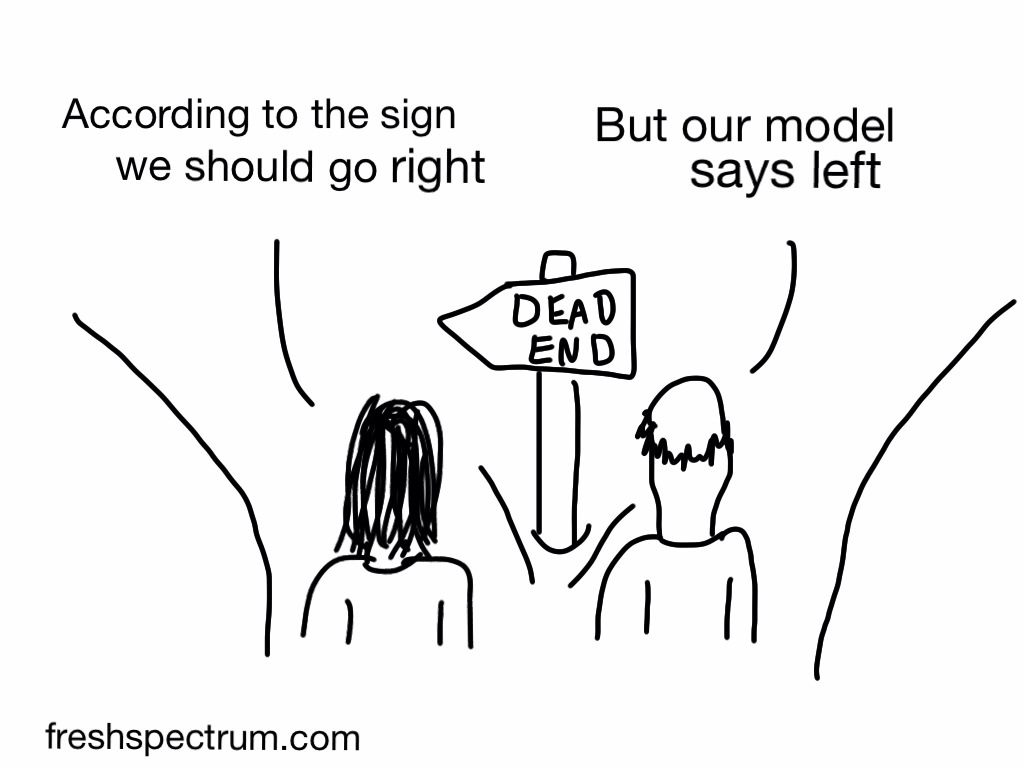 According to the sign
we should go right
But our model
says left
DEAD
END
freshspectrum.com